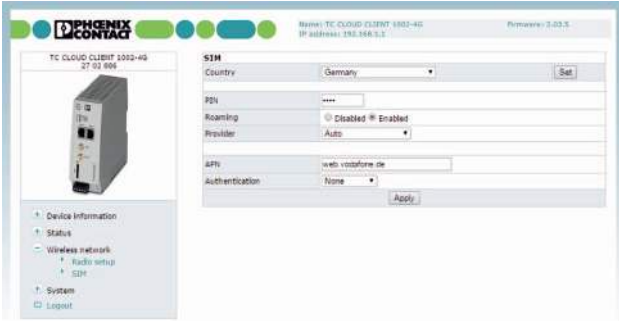 PHŒNIX CONTACT
Name: TC CLOUD CLIENT 1002-4G
IP address: 192.168.1.1
Firmware: 2.03.5
TC CLOUD CLIENT 1002-4G
27 02 886
Device information
Status
Wireless network
Radio setup
SIM
System
Logout
SIM
Country Germany Set
PIN ••••
Roaming Disabled Enabled
Provider Auto
APN web.vodafone.de
Authentication None
Apply